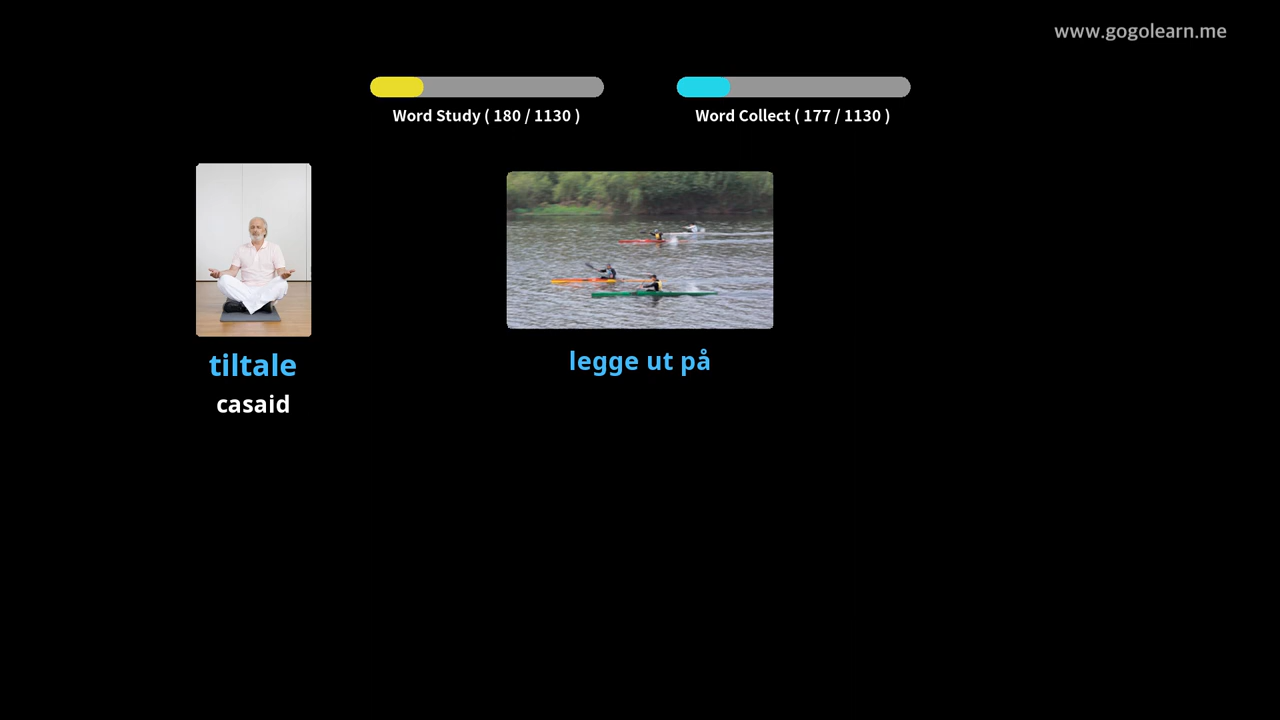 www.gogolearn.me
Word Study ( 180 / 1130 )
Word Collect ( 177 / 1130 )
tiltale
casaid
legge ut på